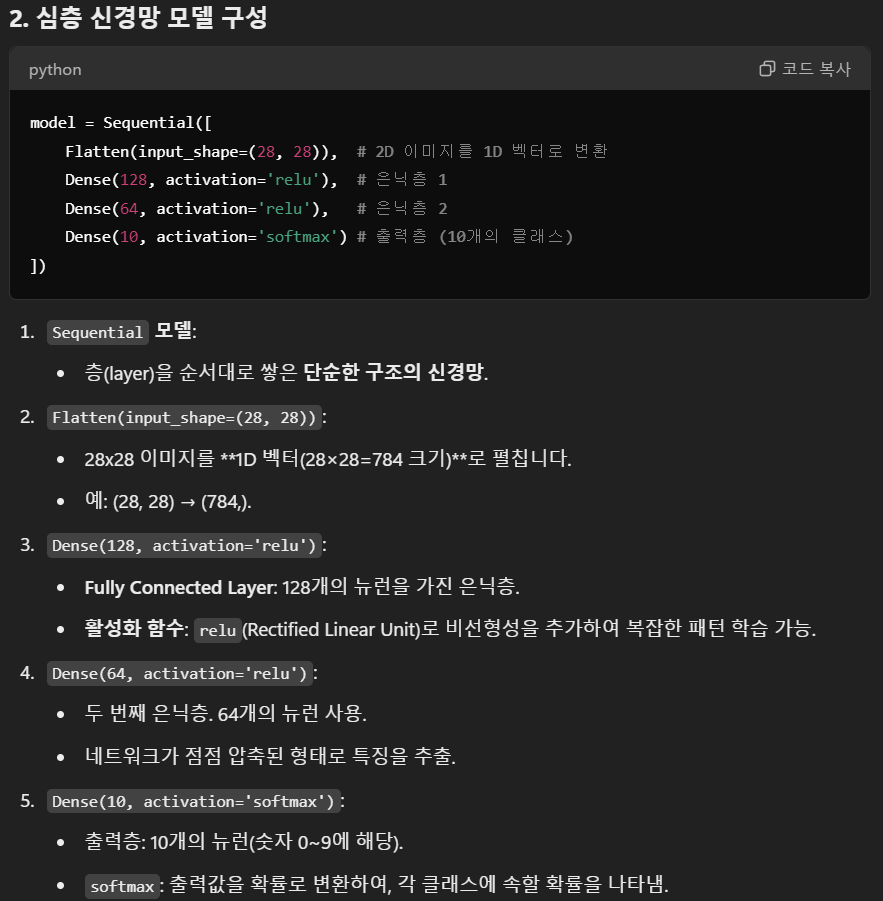 2. 심층 신경망 모델 구성
python
코드 복사
model = Sequential([
    Flatten(input_shape=(28, 28)),  # 2D 이미지를 1D 벡터로 변환
    Dense(128, activation='relu'),  # 은닉층 1
    Dense(64, activation='relu'),   # 은닉층 2
    Dense(10, activation='softmax') # 출력층 (10개의 클래스)
])
1. Sequential 모델:
• 층(layer)을 순서대로 쌓은 단순한 구조의 신경망.
2. Flatten(input_shape=(28, 28)):
• 28x28 이미지를 **1D 벡터(28×28=784 크기)**로 펼칩니다.
• 예: (28, 28) → (784,).
3. Dense(128, activation='relu'):
• Fully Connected Layer: 128개의 뉴런을 가진 은닉층.
• 활성화 함수: relu(Rectified Linear Unit)로 비선형성을 추가하여 복잡한 패턴 학습 가능.
4. Dense(64, activation='relu'):
• 두 번째 은닉층. 64개의 뉴런 사용.
• 네트워크가 점점 압축된 형태로 특징을 추출.
5. Dense(10, activation='softmax'):
• 출력층: 10개의 뉴런(숫자 0~9에 해당).
• softmax: 출력값을 확률로 변환하여, 각 클래스에 속할 확률을 나타냄.